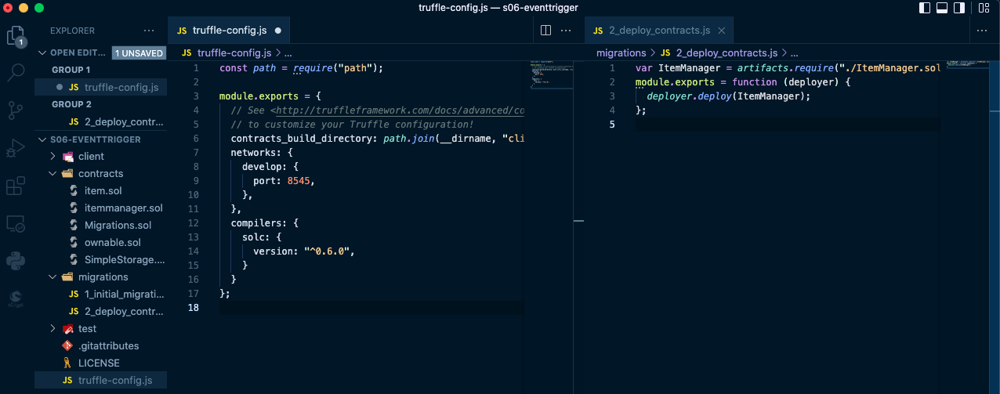 truffle-config.js — s06-eventtrigger
EXPLORER
OPEN EDIT... 1 UNSAVED
GROUP 1
JS truffle-config.js
GROUP 2
JS 2_deploy_contr...
S06-EVENTTRIGGER
client
contracts
item.sol
itemmanager.sol
Migrations.sol
ownable.sol
SimpleStorage....
migrations
JS 1_initial_migrati...
JS 2_deploy_contr...
test
.gitattributes
LICENSE
JS truffle-config.js
1
JS truffle-config.js
JS truffle-config.js > ...
1 const path = require("path");
2
3 module.exports = {
4 // See <http://truffleframework.com/docs/advanced/co
5 // to customize your Truffle configuration!
6 contracts_build_directory: path.join(__dirname, "cli
7 networks: {
8 develop: {
9 port: 8545,
10 },
11 },
12 compilers: {
13 solc: {
14 version: "^0.6.0",
15 }
16 }
17 };
18
JS 2_deploy_contracts.js
migrations > JS 2_deploy_contracts.js > ...
1 var ItemManager = artifacts.require("./ItemManager.sol
2 module.exports = function (deployer) {
3 deployer.deploy(ItemManager);
4 };
5